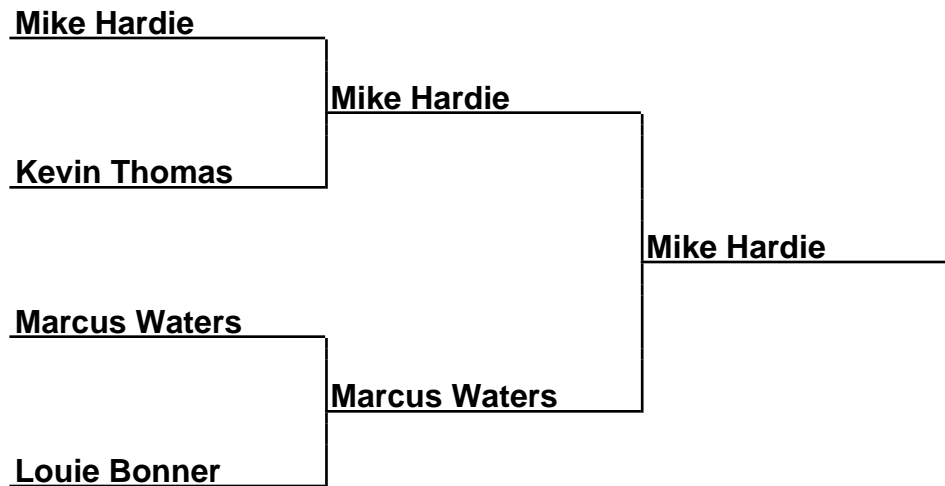 Mike Hardie
Mike Hardie
Kevin Thomas
Mike Hardie
Marcus Waters
Marcus Waters
Louie Bonner